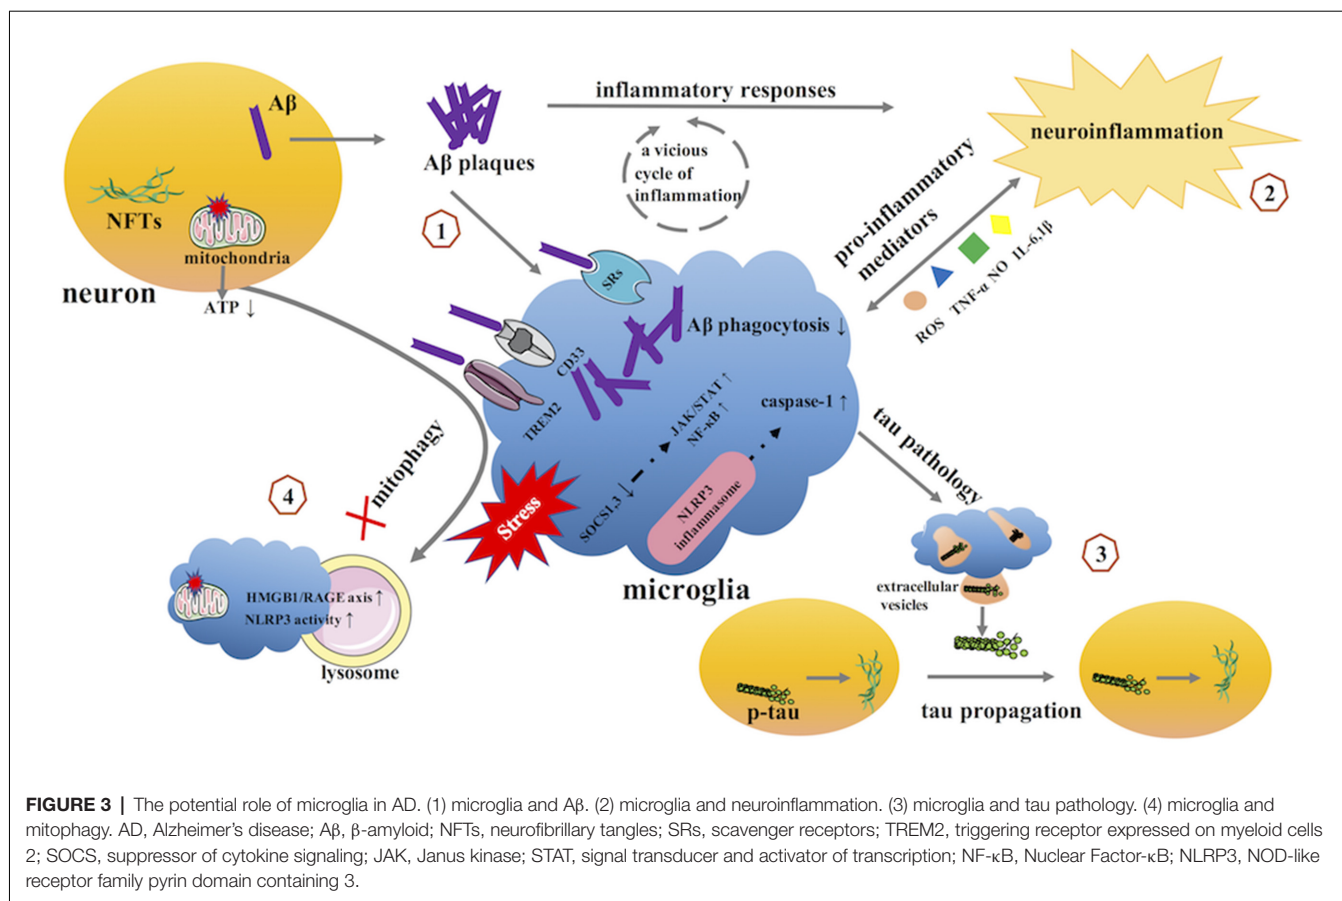 Aβ
NFTs
mitochondria
neuron
ATP ↓
Aβ plaques
inflammatory responses
a vicious
cycle of
inflammation
neuroinflammation
1
2
pro-inflammatory
mediators
ROS TNF-α NO IL-6,1β
SRs
CD33
TREM2
Aβ phagocytosis ↓
JAK/STAT ↑
NF-κB ↑
caspase-1 ↑
SOCS1,3 ↓
NLRP3
inflammasome
Stress
microglia
mitophagy
4
HMGB1/RAGE axis ↑
NLRP3 activity ↑
lysosome
tau pathology
3
extracellular
vesicles
p-tau
tau propagation
FIGURE 3 | The potential role of microglia in AD. (1) microglia and Aβ. (2) microglia and neuroinflammation. (3) microglia and tau pathology. (4) microglia and
mitophagy. AD, Alzheimer's disease; Aβ, β-amyloid; NFTs, neurofibrillary tangles; SRs, scavenger receptors; TREM2, triggering receptor expressed on myeloid cells
2; SOCS, suppressor of cytokine signaling; JAK, Janus kinase; STAT, signal transducer and activator of transcription; NF-κB, Nuclear Factor-κB; NLRP3, NOD-like
receptor family pyrin domain containing 3.